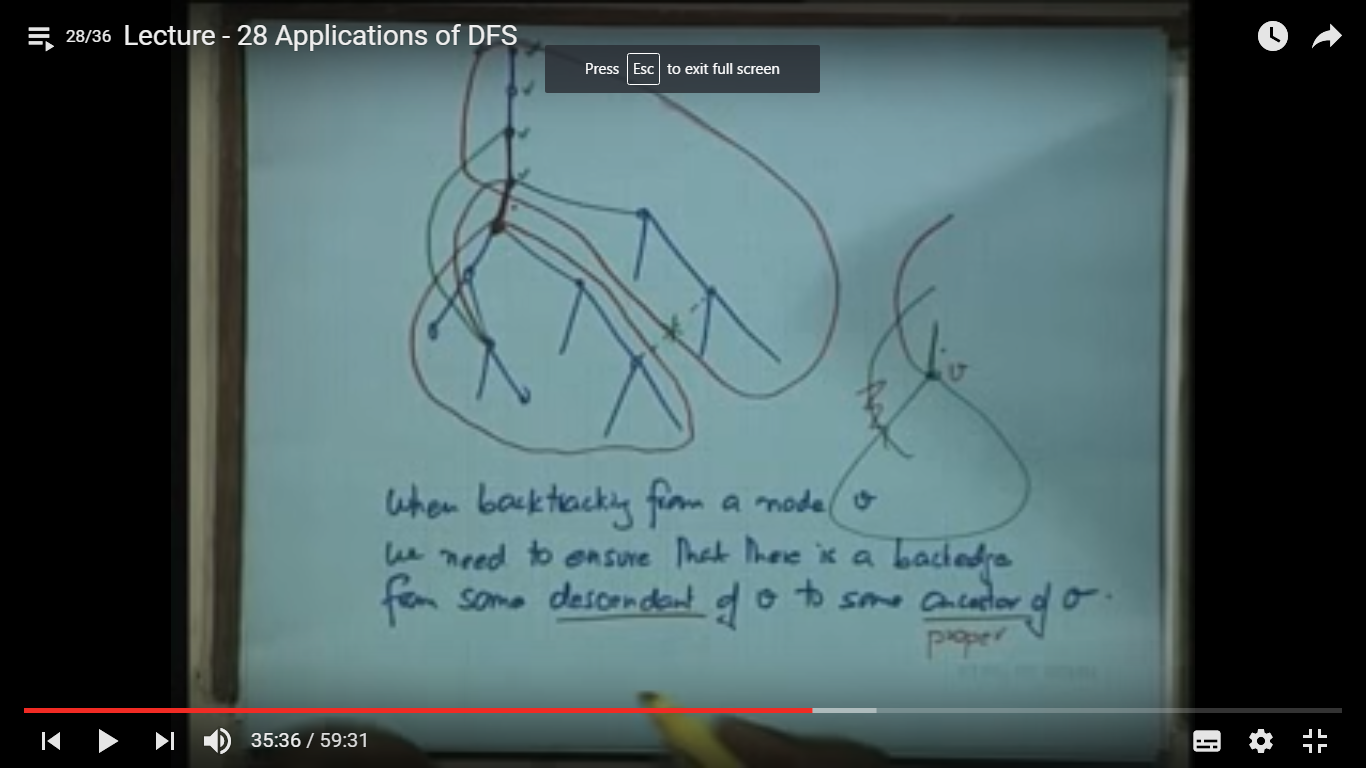 28/36 Lecture - 28 Applications of DFS
Press Esc to exit full screen
v
When backtracking from a node v
We need to ensure that there is a backedge
from some descendant of v to some ancestor of v.
proper
35:36 / 59:31